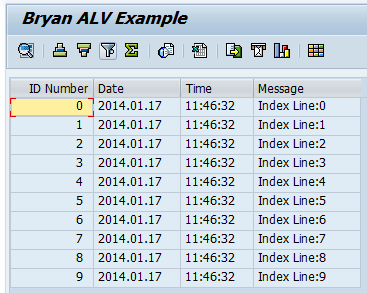 Bryan ALV Example
ID Number Date Time Message
0 2014.01.17 11:46:32 Index Line:0
1 2014.01.17 11:46:32 Index Line:1
2 2014.01.17 11:46:32 Index Line:2
3 2014.01.17 11:46:32 Index Line:3
4 2014.01.17 11:46:32 Index Line:4
5 2014.01.17 11:46:32 Index Line:5
6 2014.01.17 11:46:32 Index Line:6
7 2014.01.17 11:46:32 Index Line:7
8 2014.01.17 11:46:32 Index Line:8
9 2014.01.17 11:46:32 Index Line:9